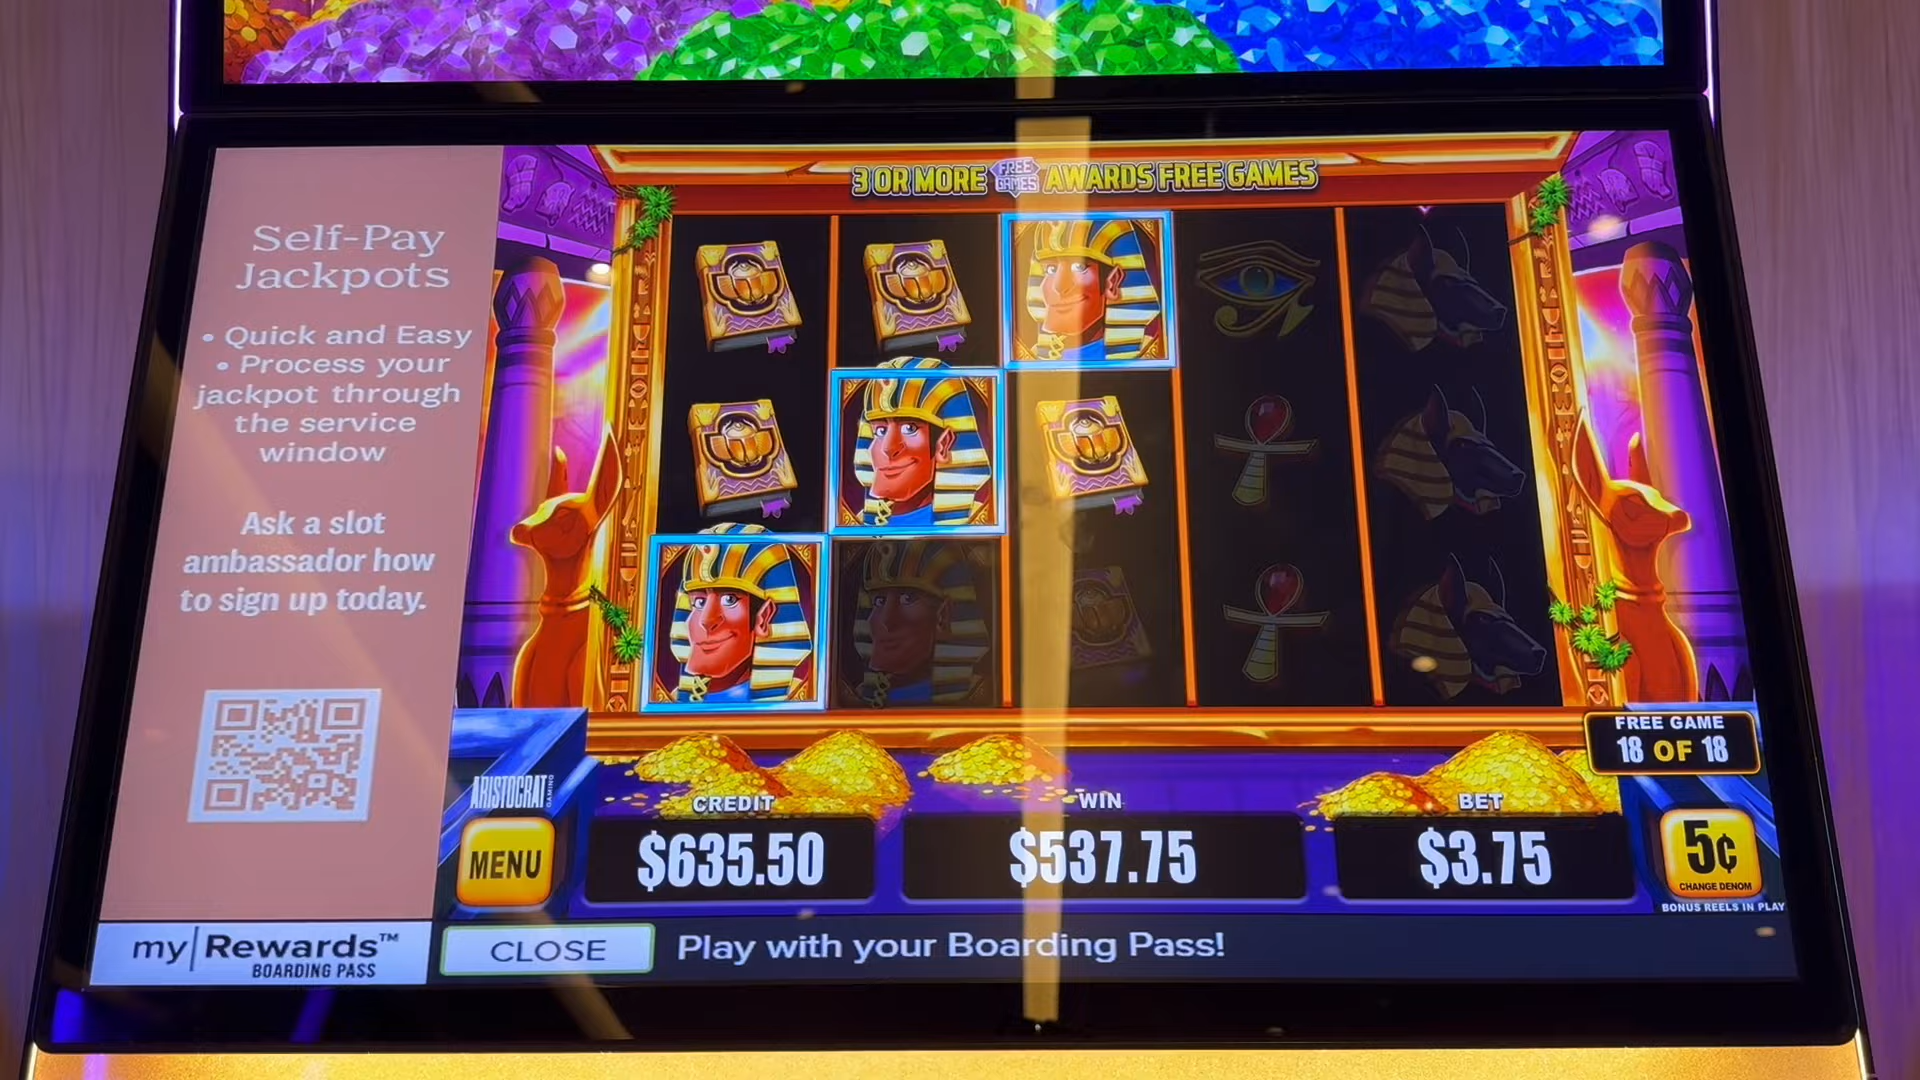 3 OR MORE FREE GAMES AWARDS FREE GAMES
Self-Pay
Jackpots
• Quick and Easy
• Process your
jackpot through
the service
window
Ask a slot
ambassador how
to sign up today.
FREE GAME
18 OF 18
ARISTOCRAT GAMING
MENU
CREDIT
$635.50
WIN
$537.75
BET
$3.75
5¢
CHANGE DENOM
BONUS REELS IN PLAY
my|Rewards™
BOARDING PASS
CLOSE
Play with your Boarding Pass!